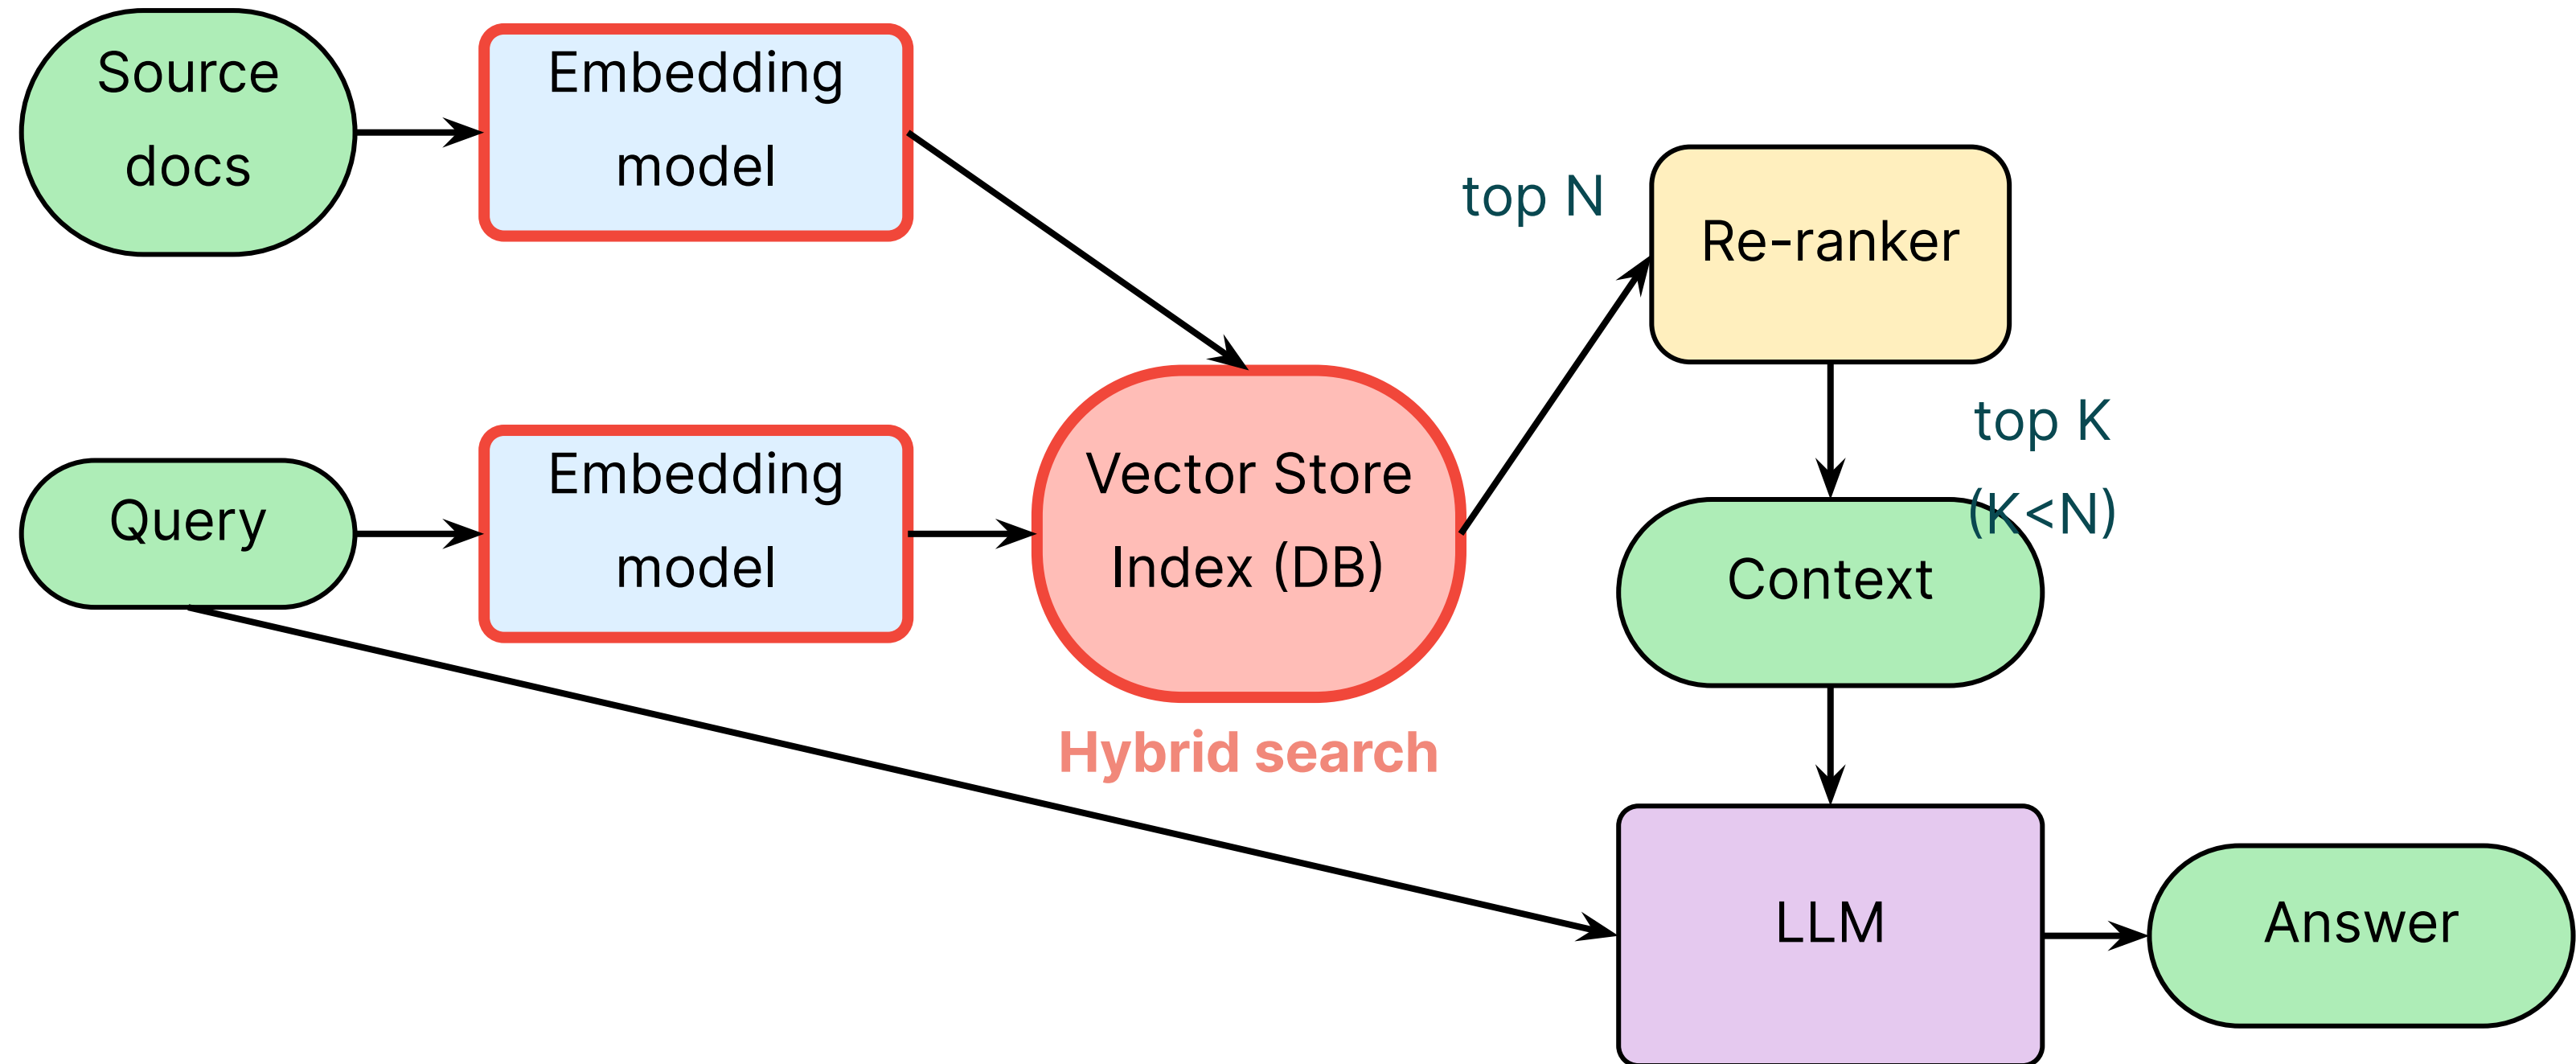 Source
docs
Embedding
model
top N
Re-ranker
Query
Embedding
model
Vector Store
Index (DB)
top K
(K<N)
Context
Hybrid search
LLM
Answer